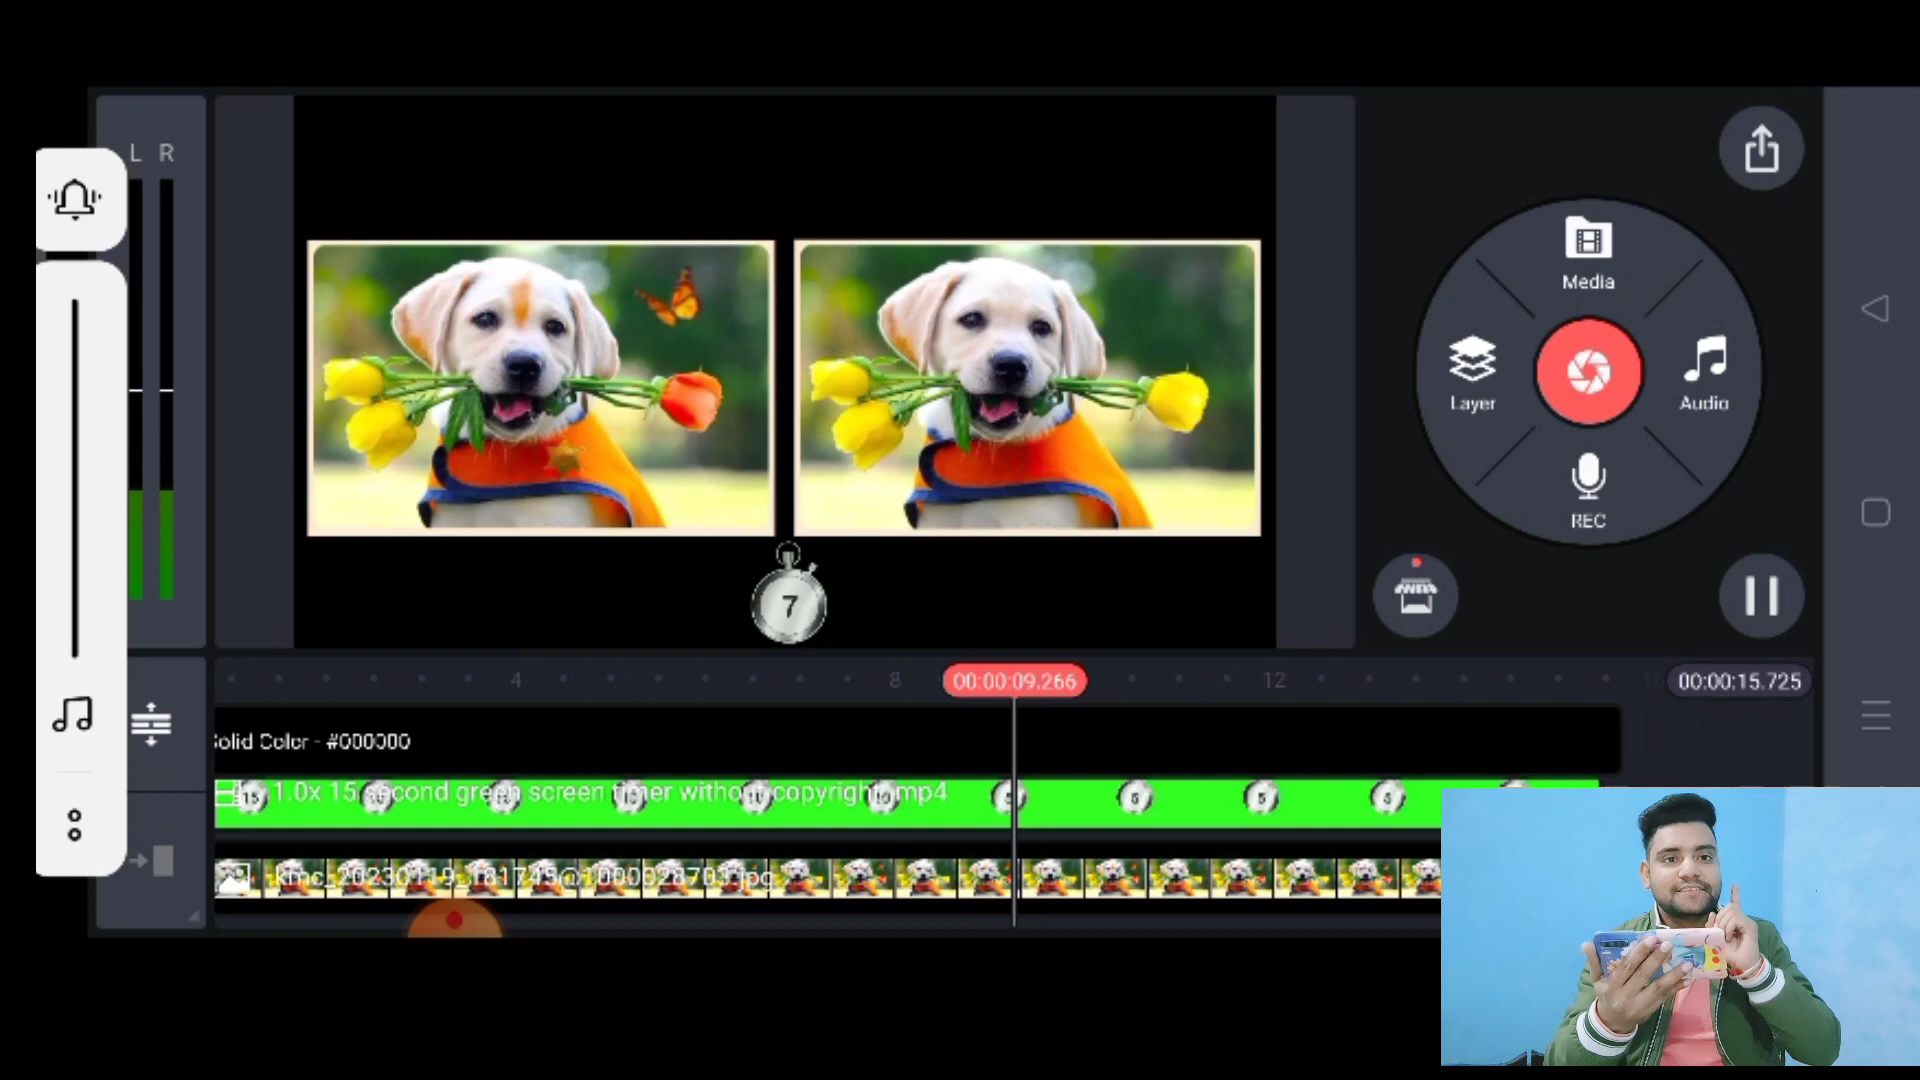 L R
Media
Layer
Audio
REC
7
4
8
00:00:09.266
12
00:00:15.725
Solid Color - #000000
1.0x 15 second green screen timer without copyright.mp4
kmc_20230119_181745@1000028703.jpg